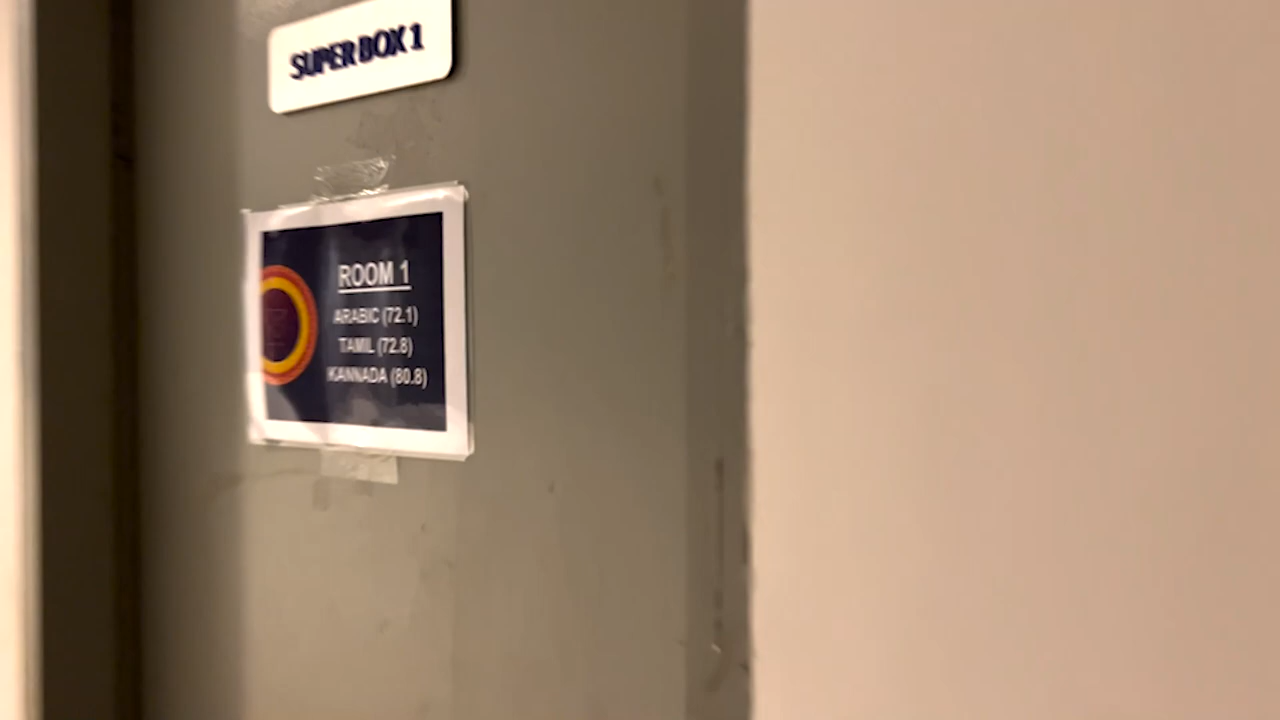 SUPER BOX 1
ROOM 1
ARABIC (72.1)
TAMIL (72.8)
KANNADA (80.8)